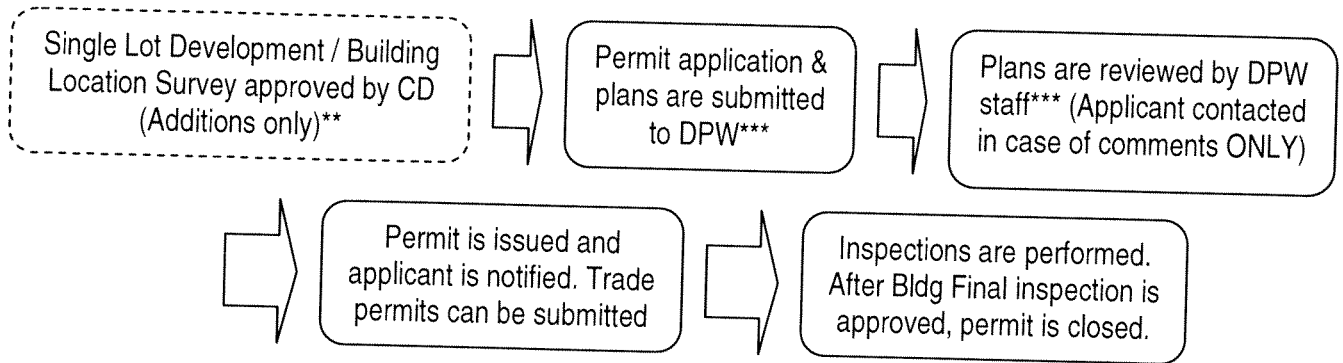 Single Lot Development / Building
Location Survey approved by CD
(Additions only)**
Permit application &
plans are submitted
to DPW***
Plans are reviewed by DPW
staff*** (Applicant contacted
in case of comments ONLY)
Permit is issued and
applicant is notified. Trade
permits can be submitted
Inspections are performed.
After Bldg Final inspection is
approved, permit is closed.